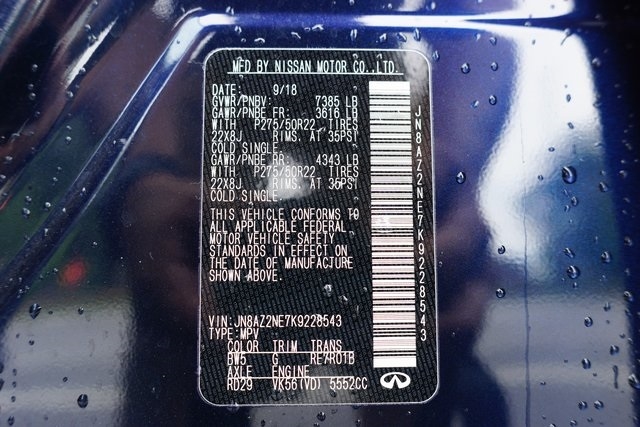 MFD BY NISSAN MOTOR CO.,LTD.
DATE: 9/18
GVWR/PNBV: 7385 LB
GAWR/PNBE FR: 3616 LB
WITH P275/50R22 TIRES
22X8J RIMS, AT 35PSI
COLD SINGLE
GAWR/PNBE RR: 4343 LB
WITH P275/50R22 TIRES
22X8J RIMS, AT 35PSI
COLD SINGLE
THIS VEHICLE CONFORMS TO
ALL APPLICABLE FEDERAL
MOTOR VEHICLE SAFETY
STANDARDS IN EFFECT ON
THE DATE OF MANUFACTURE
SHOWN ABOVE.
VIN:JN8AZ2NE7K9228543
TYPE:MPV
COLOR TRIM TRANS
BW5 G RE7R01B
AXLE ENGINE
RD29 VK56(VD) 5552CC
JN8AZ2NE7K9228543